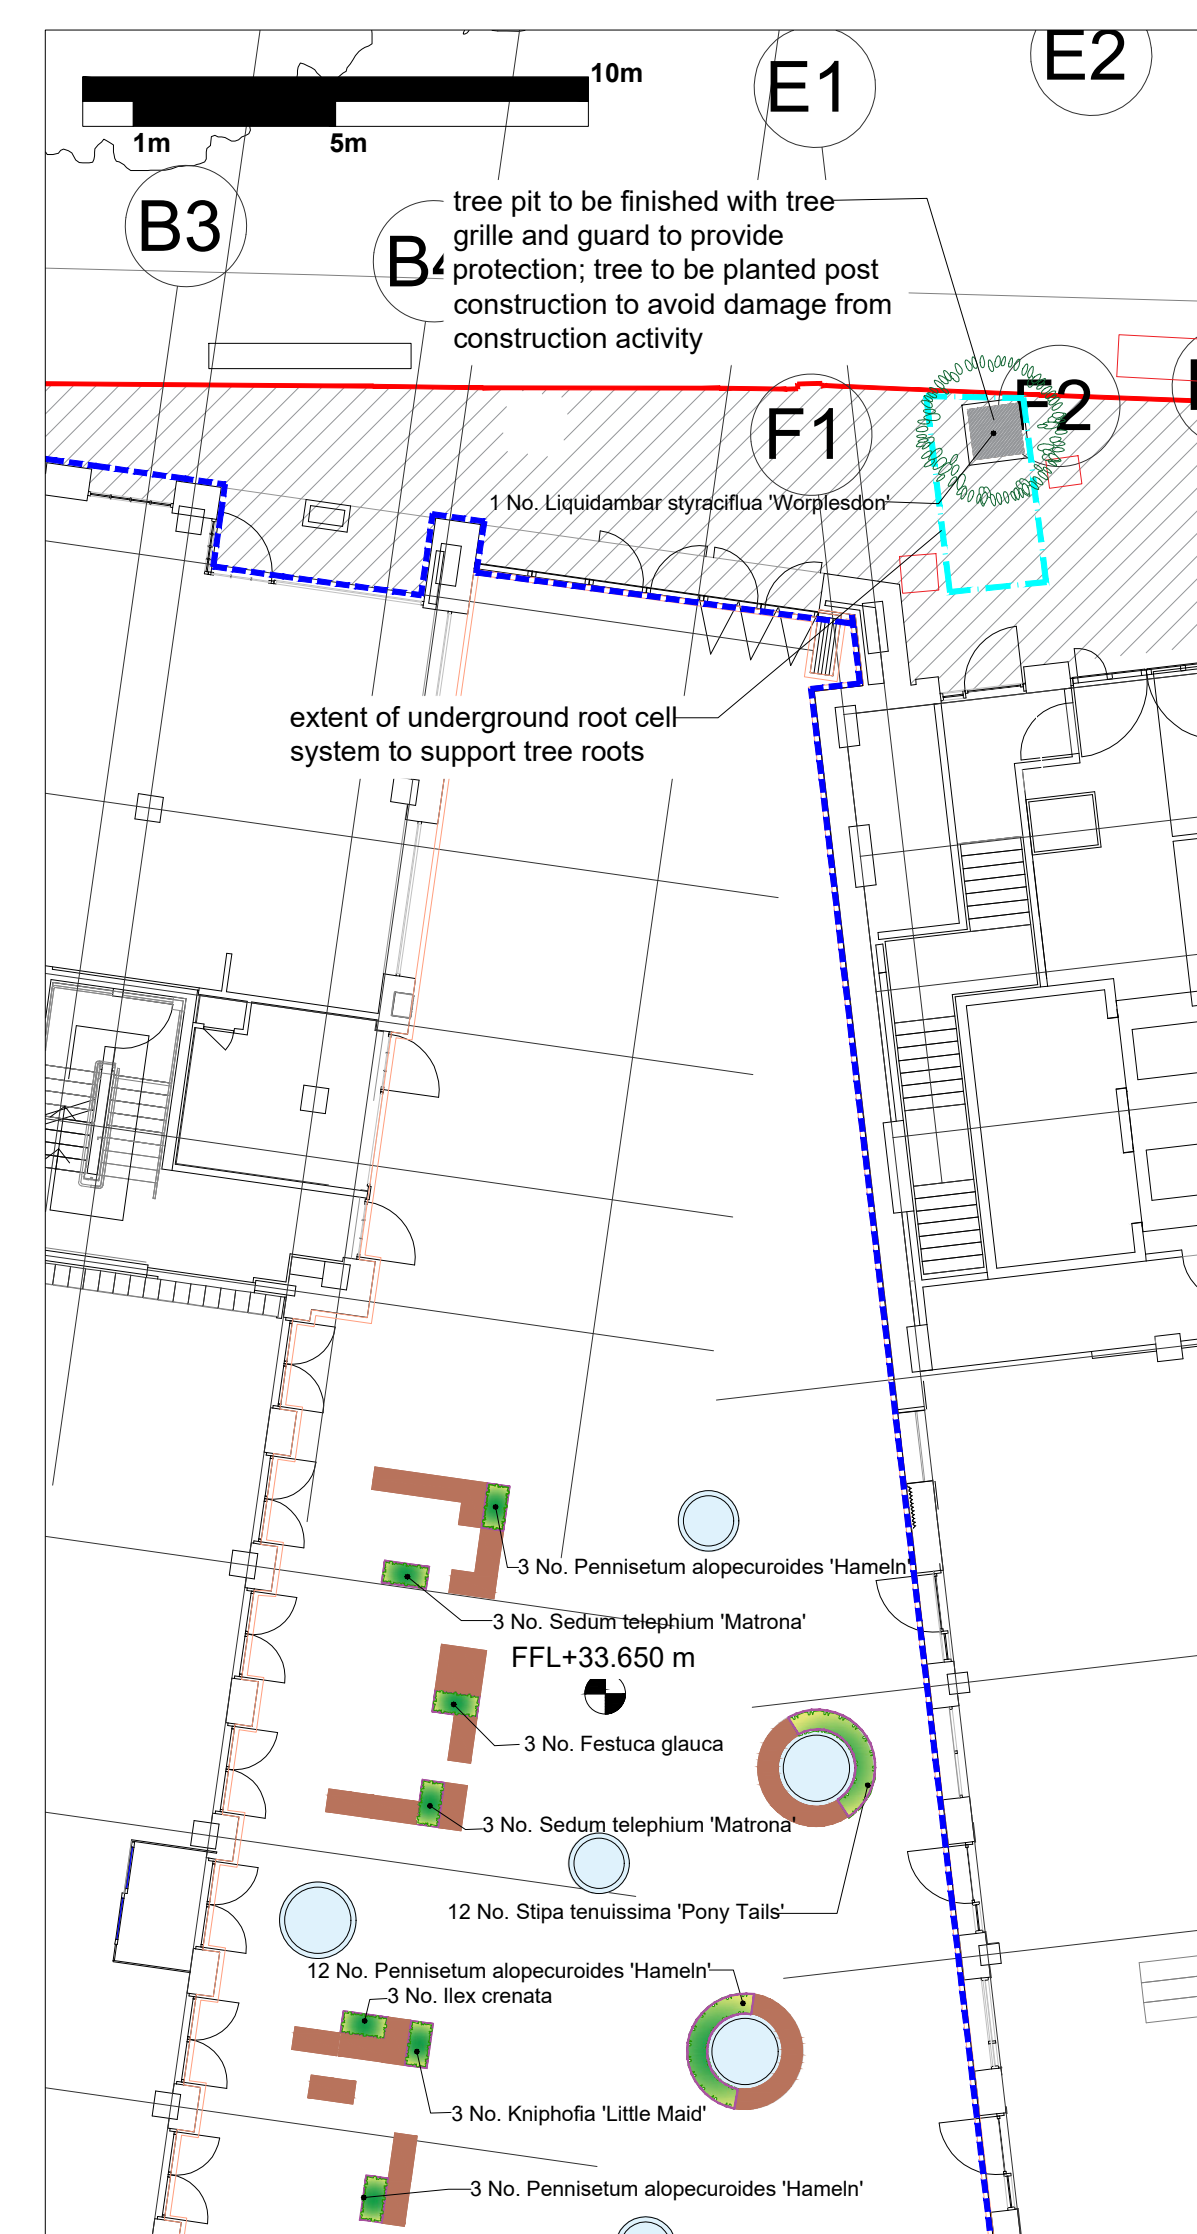 E1
E2
10m
1m
5m
B3
B4
tree pit to be finished with tree
grille and guard to provide
protection; tree to be planted post
construction to avoid damage from
construction activity
F1
F2
1 No. Liquidambar styraciflua 'Worplesdon'
extent of underground root cell
system to support tree roots
3 No. Pennisetum alopecuroides 'Hameln'
3 No. Sedum telephium 'Matrona'
FFL+33.650 m
3 No. Festuca glauca
3 No. Sedum telephium 'Matrona'
12 No. Stipa tenuissima 'Pony Tails'
12 No. Pennisetum alopecuroides 'Hameln'
3 No. Ilex crenata
3 No. Kniphofia 'Little Maid'
3 No. Pennisetum alopecuroides 'Hameln'